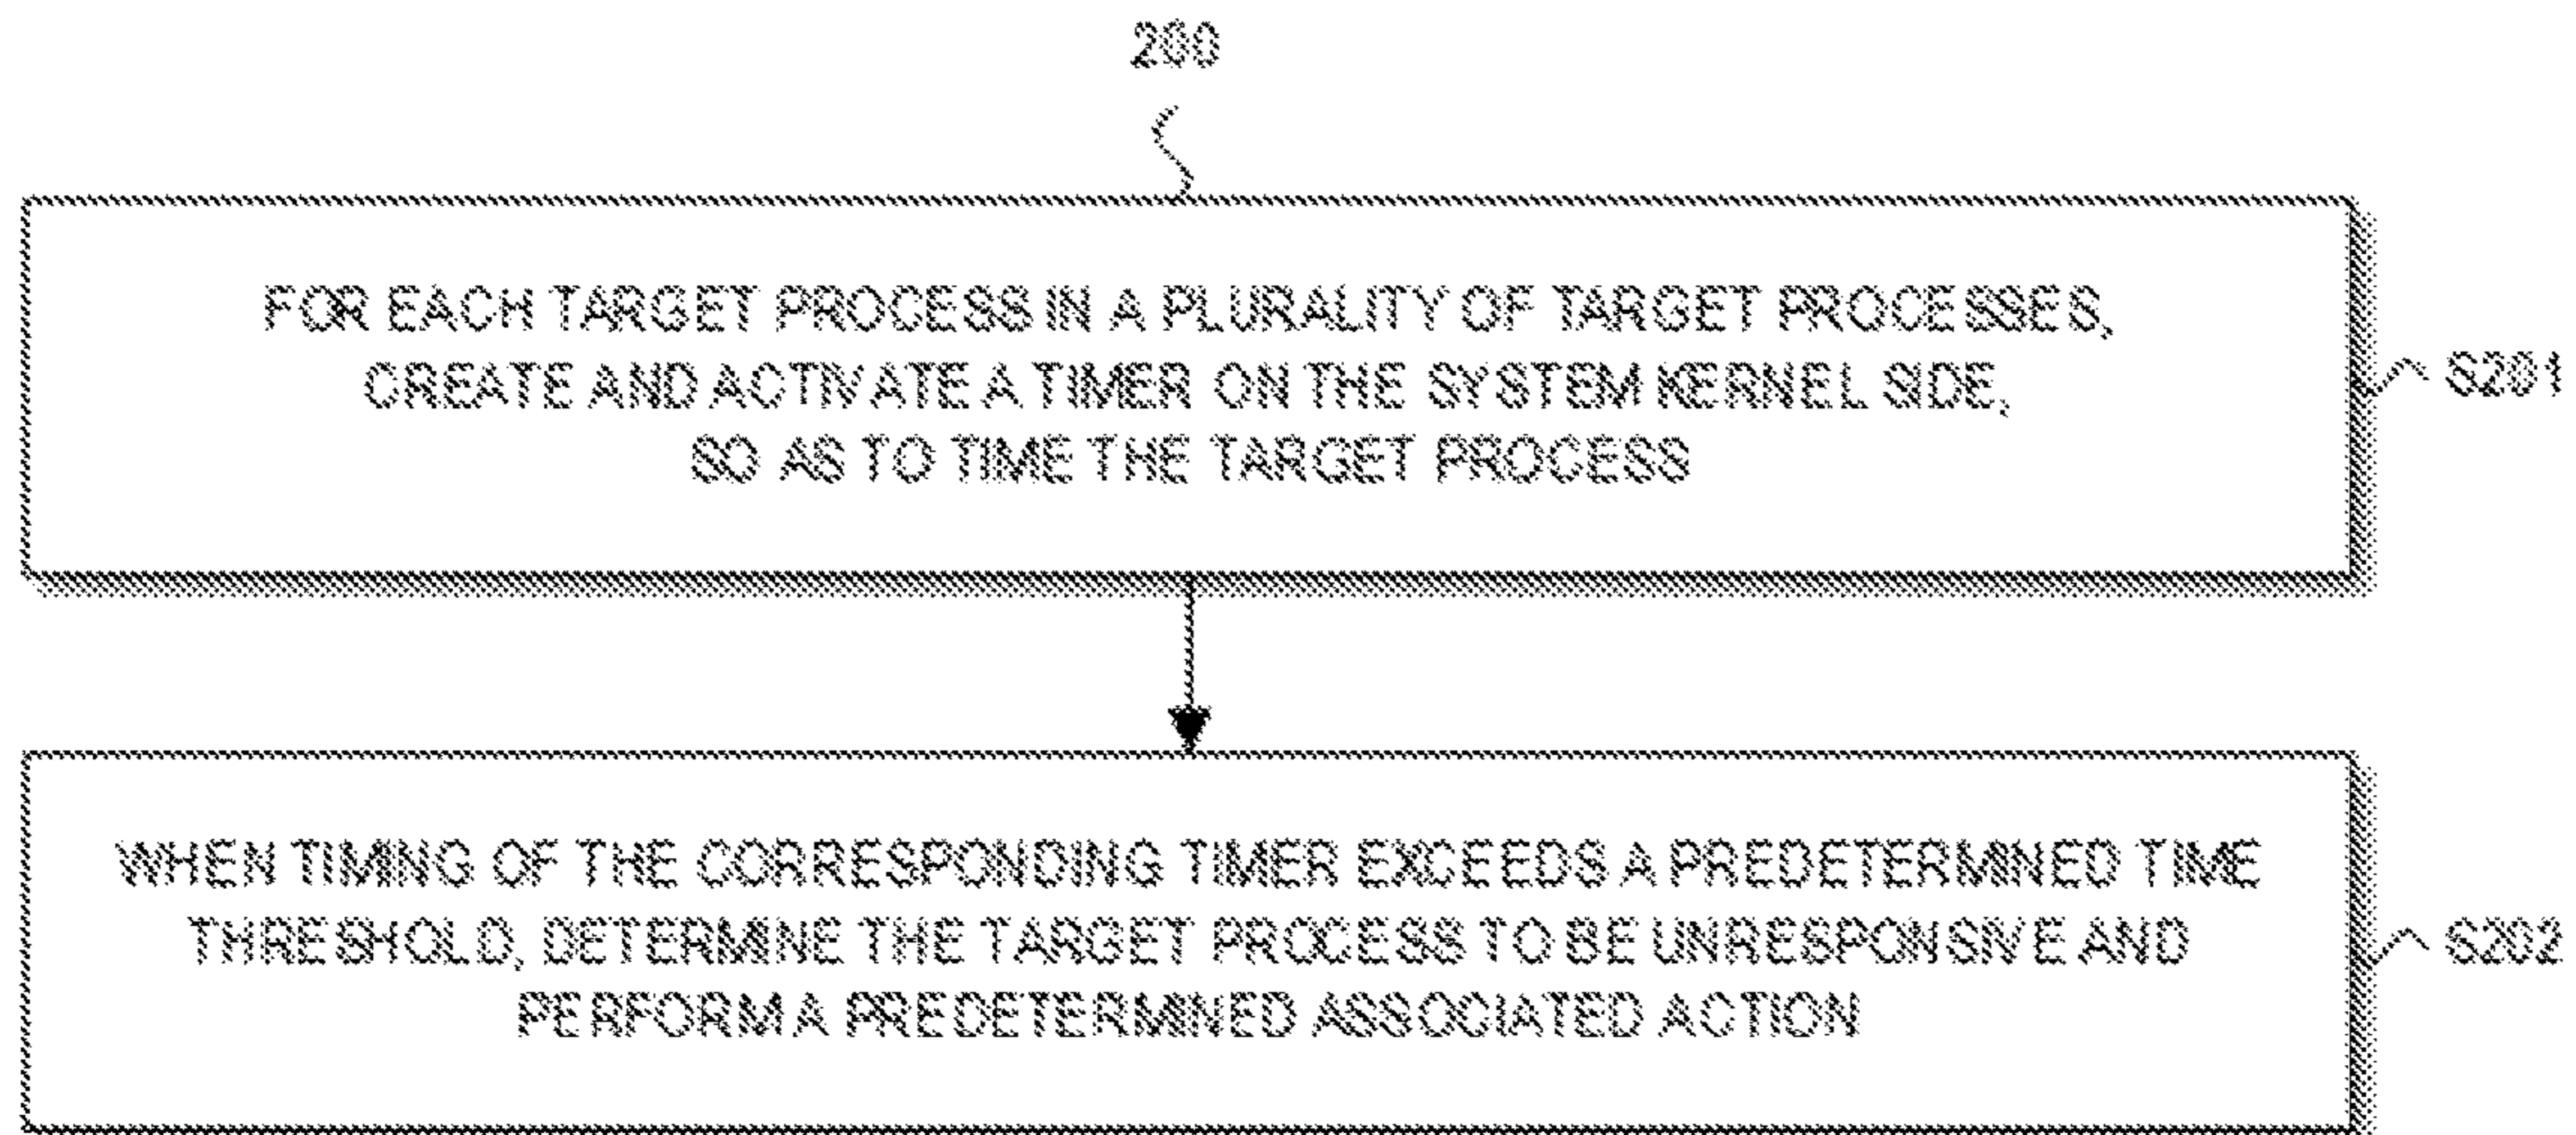 200
FOR EACH TARGET PROCESS IN A PLURALITY OF TARGET PROCESSES,
CREATE AND ACTIVATE A TIMER ON THE SYSTEM KERNEL SIDE,
SO AS TO TIME THE TARGET PROCESS
S201
WHEN TIMING OF THE CORRESPONDING TIMER EXCEEDS A PREDETERMINED TIME
THRESHOLD, DETERMINE THE TARGET PROCESS TO BE UNRESPONSIVE AND
PERFORM A PREDETERMINED ASSOCIATED ACTION
S202